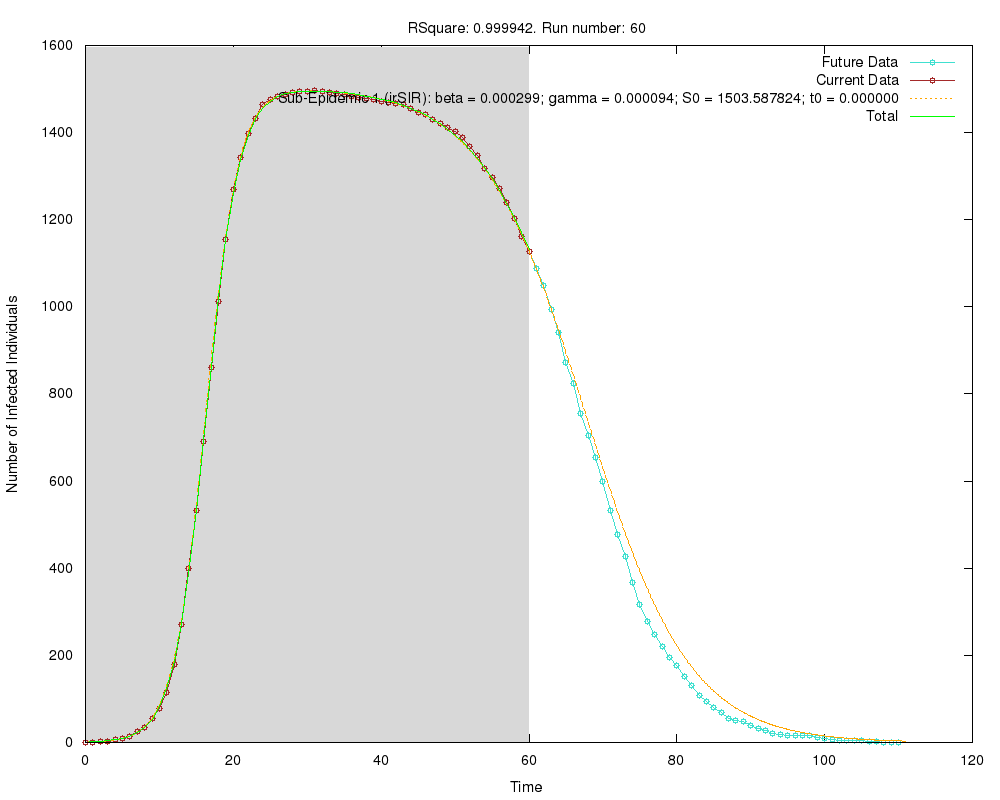 RSquare: 0.999942. Run number: 60
1600
1400
1200
1000
800
600
400
200
0
Number of Infected Individuals
Future Data
Current Data
Sub-Epidemic 1 (irSIR): beta = 0.000299; gamma = 0.000094; S0 = 1503.587824; t0 = 0.000000
Total
0 20 40 60 80 100 120
Time